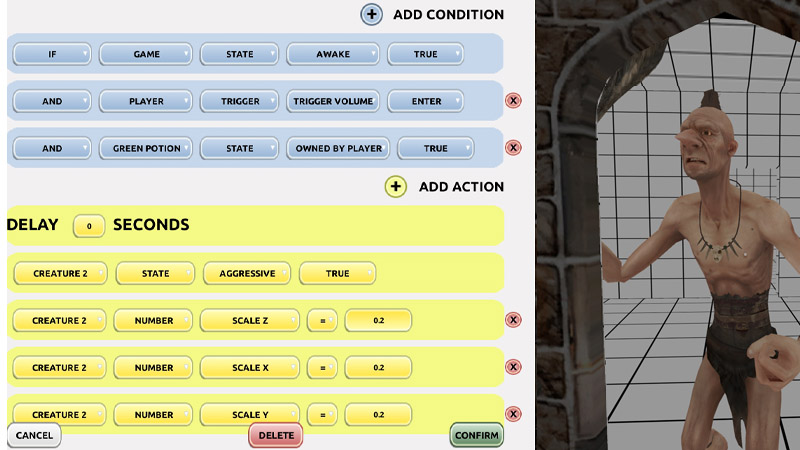 ADD CONDITION
IF GAME STATE AWAKE TRUE
AND PLAYER TRIGGER TRIGGER VOLUME ENTER X
AND GREEN POTION STATE OWNED BY PLAYER TRUE X
ADD ACTION
DELAY 0 SECONDS
CREATURE 2 STATE AGGRESSIVE TRUE
CREATURE 2 NUMBER SCALE Z = 0.2 X
CREATURE 2 NUMBER SCALE X = 0.2 X
CREATURE 2 NUMBER SCALE Y = 0.2 X
CANCEL DELETE CONFIRM